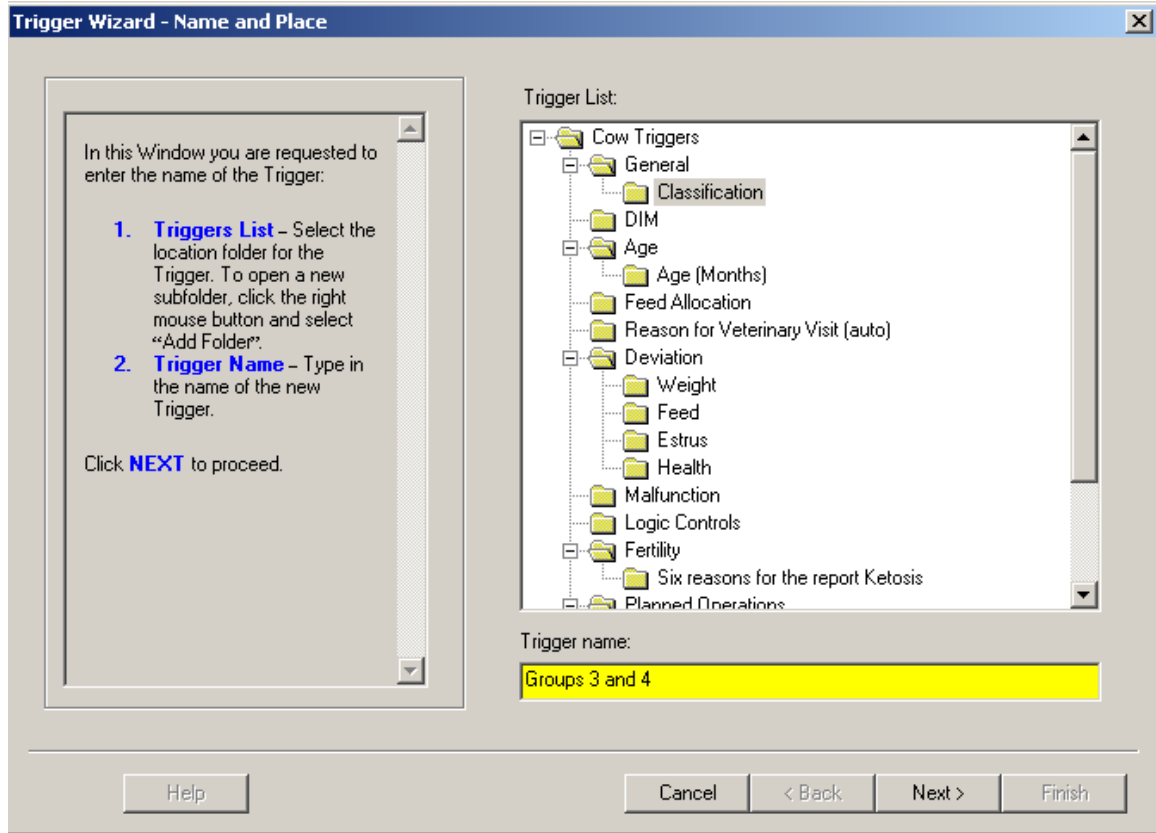 Trigger Wizard - Name and Place
In this Window you are requested to
enter the name of the Trigger:
1. Triggers List – Select the
location folder for the
Trigger. To open a new
subfolder, click the right
mouse button and select
“Add Folder”.
2. Trigger Name – Type in
the name of the new
Trigger.
Click NEXT to proceed.
Trigger List:
Cow Triggers
General
Classification
DIM
Age
Age (Months)
Feed Allocation
Reason for Veterinary Visit (auto)
Deviation
Weight
Feed
Estrus
Health
Malfunction
Logic Controls
Fertility
Six reasons for the report Ketosis
Planned Operations
Trigger name:
Groups 3 and 4
Help
Cancel
< Back
Next >
Finish